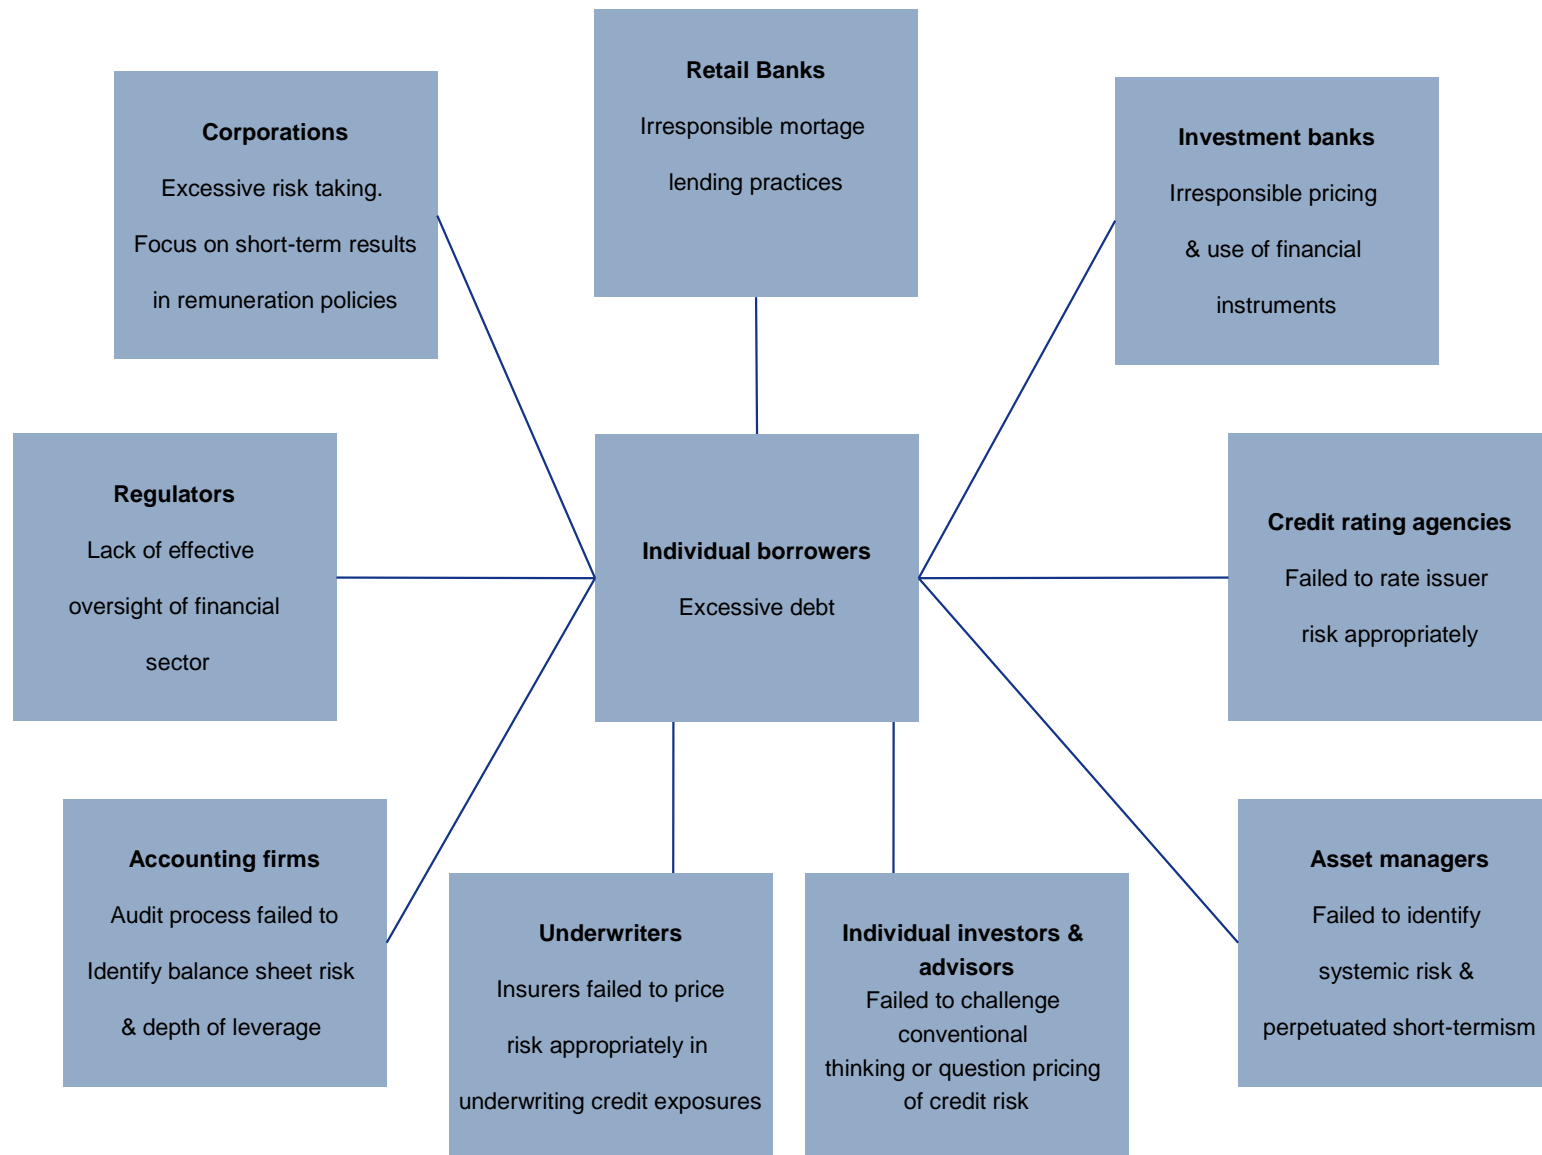 Retail Banks
Irresponsible mortage
lending practices
Corporations
Excessive risk taking.
Focus on short-term results
in remuneration policies
Investment banks
Irresponsible pricing
& use of financial
instruments
Regulators
Lack of effective
oversight of financial
sector
Individual borrowers
Excessive debt
Credit rating agencies
Failed to rate issuer
risk appropriately
Accounting firms
Audit process failed to
Identify balance sheet risk
& depth of leverage
Underwriters
Insurers failed to price
risk appropriately in
underwriting credit exposures
Individual investors &
advisors
Failed to challenge
conventional
thinking or question pricing
of credit risk
Asset managers
Failed to identify
systemic risk &
perpetuated short-termism